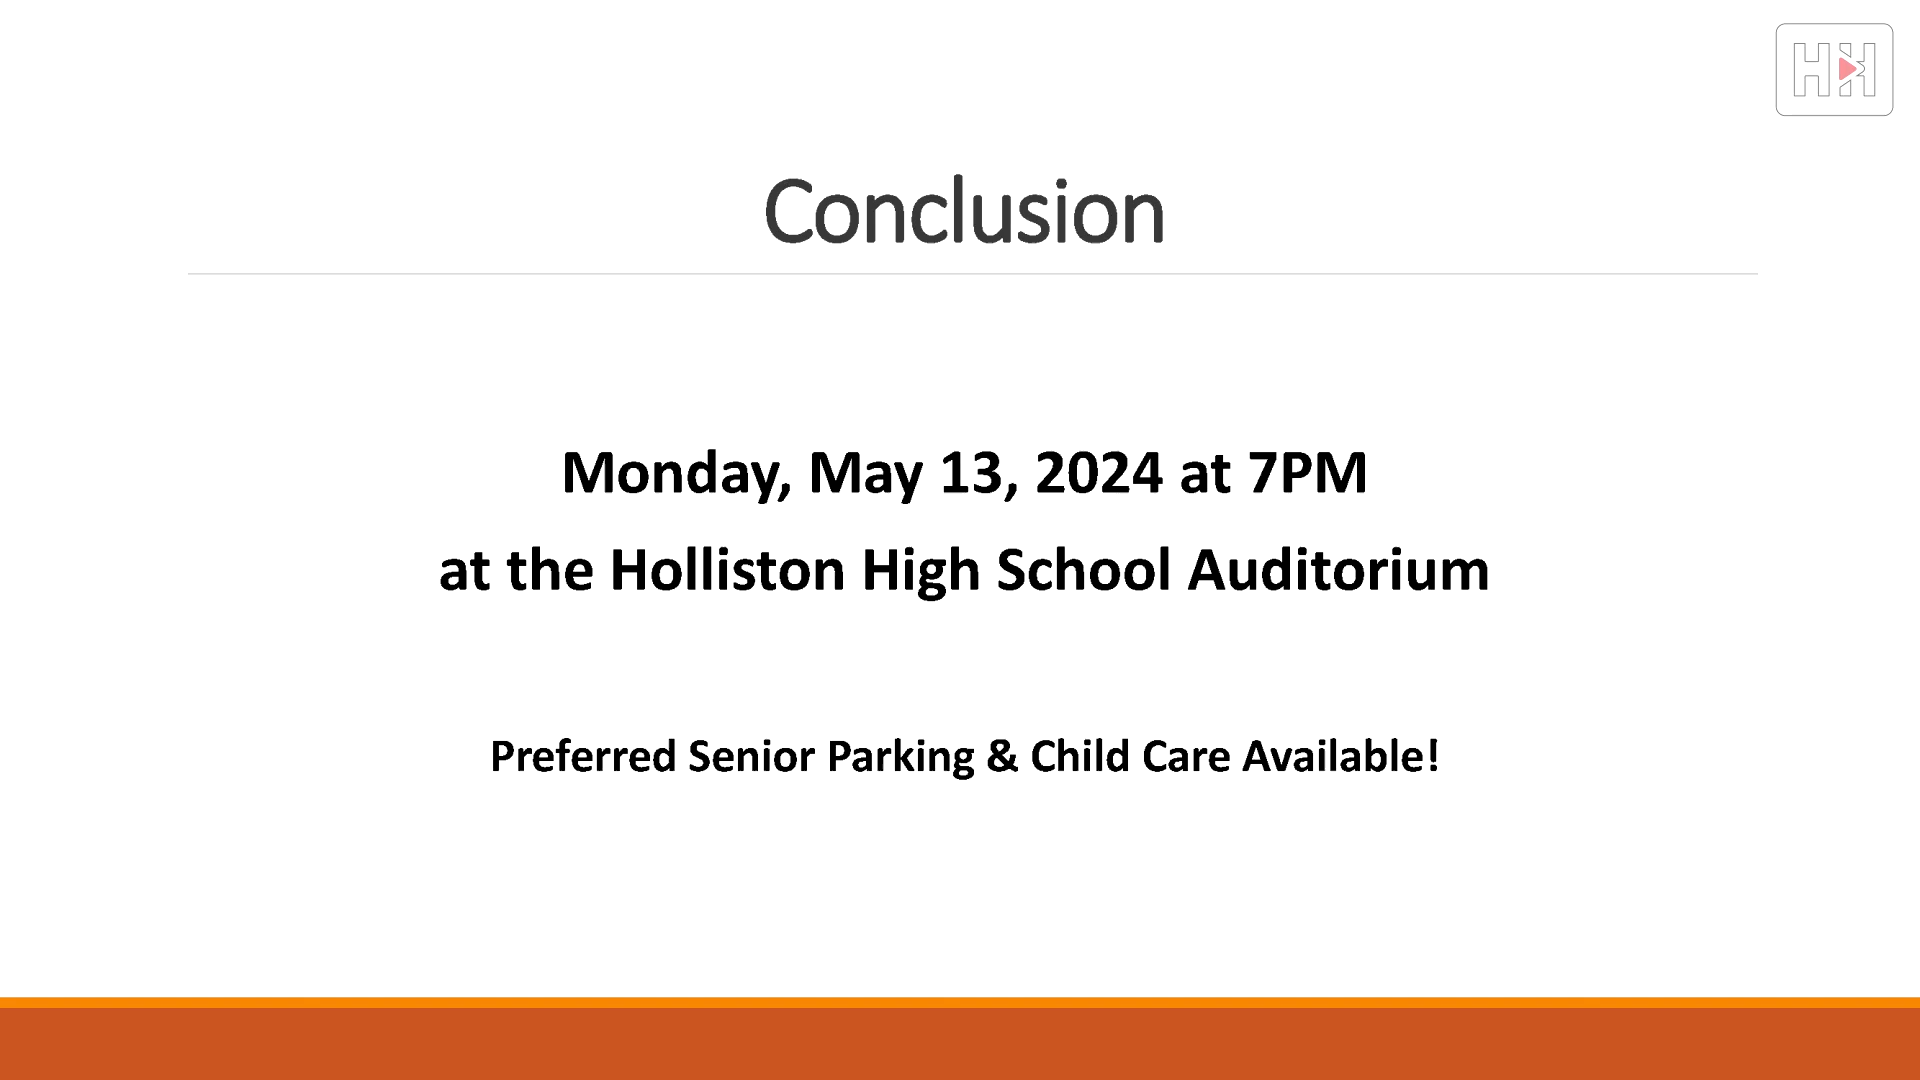 HH
Conclusion
Monday, May 13, 2024 at 7PM
at the Holliston High School Auditorium
Preferred Senior Parking & Child Care Available!